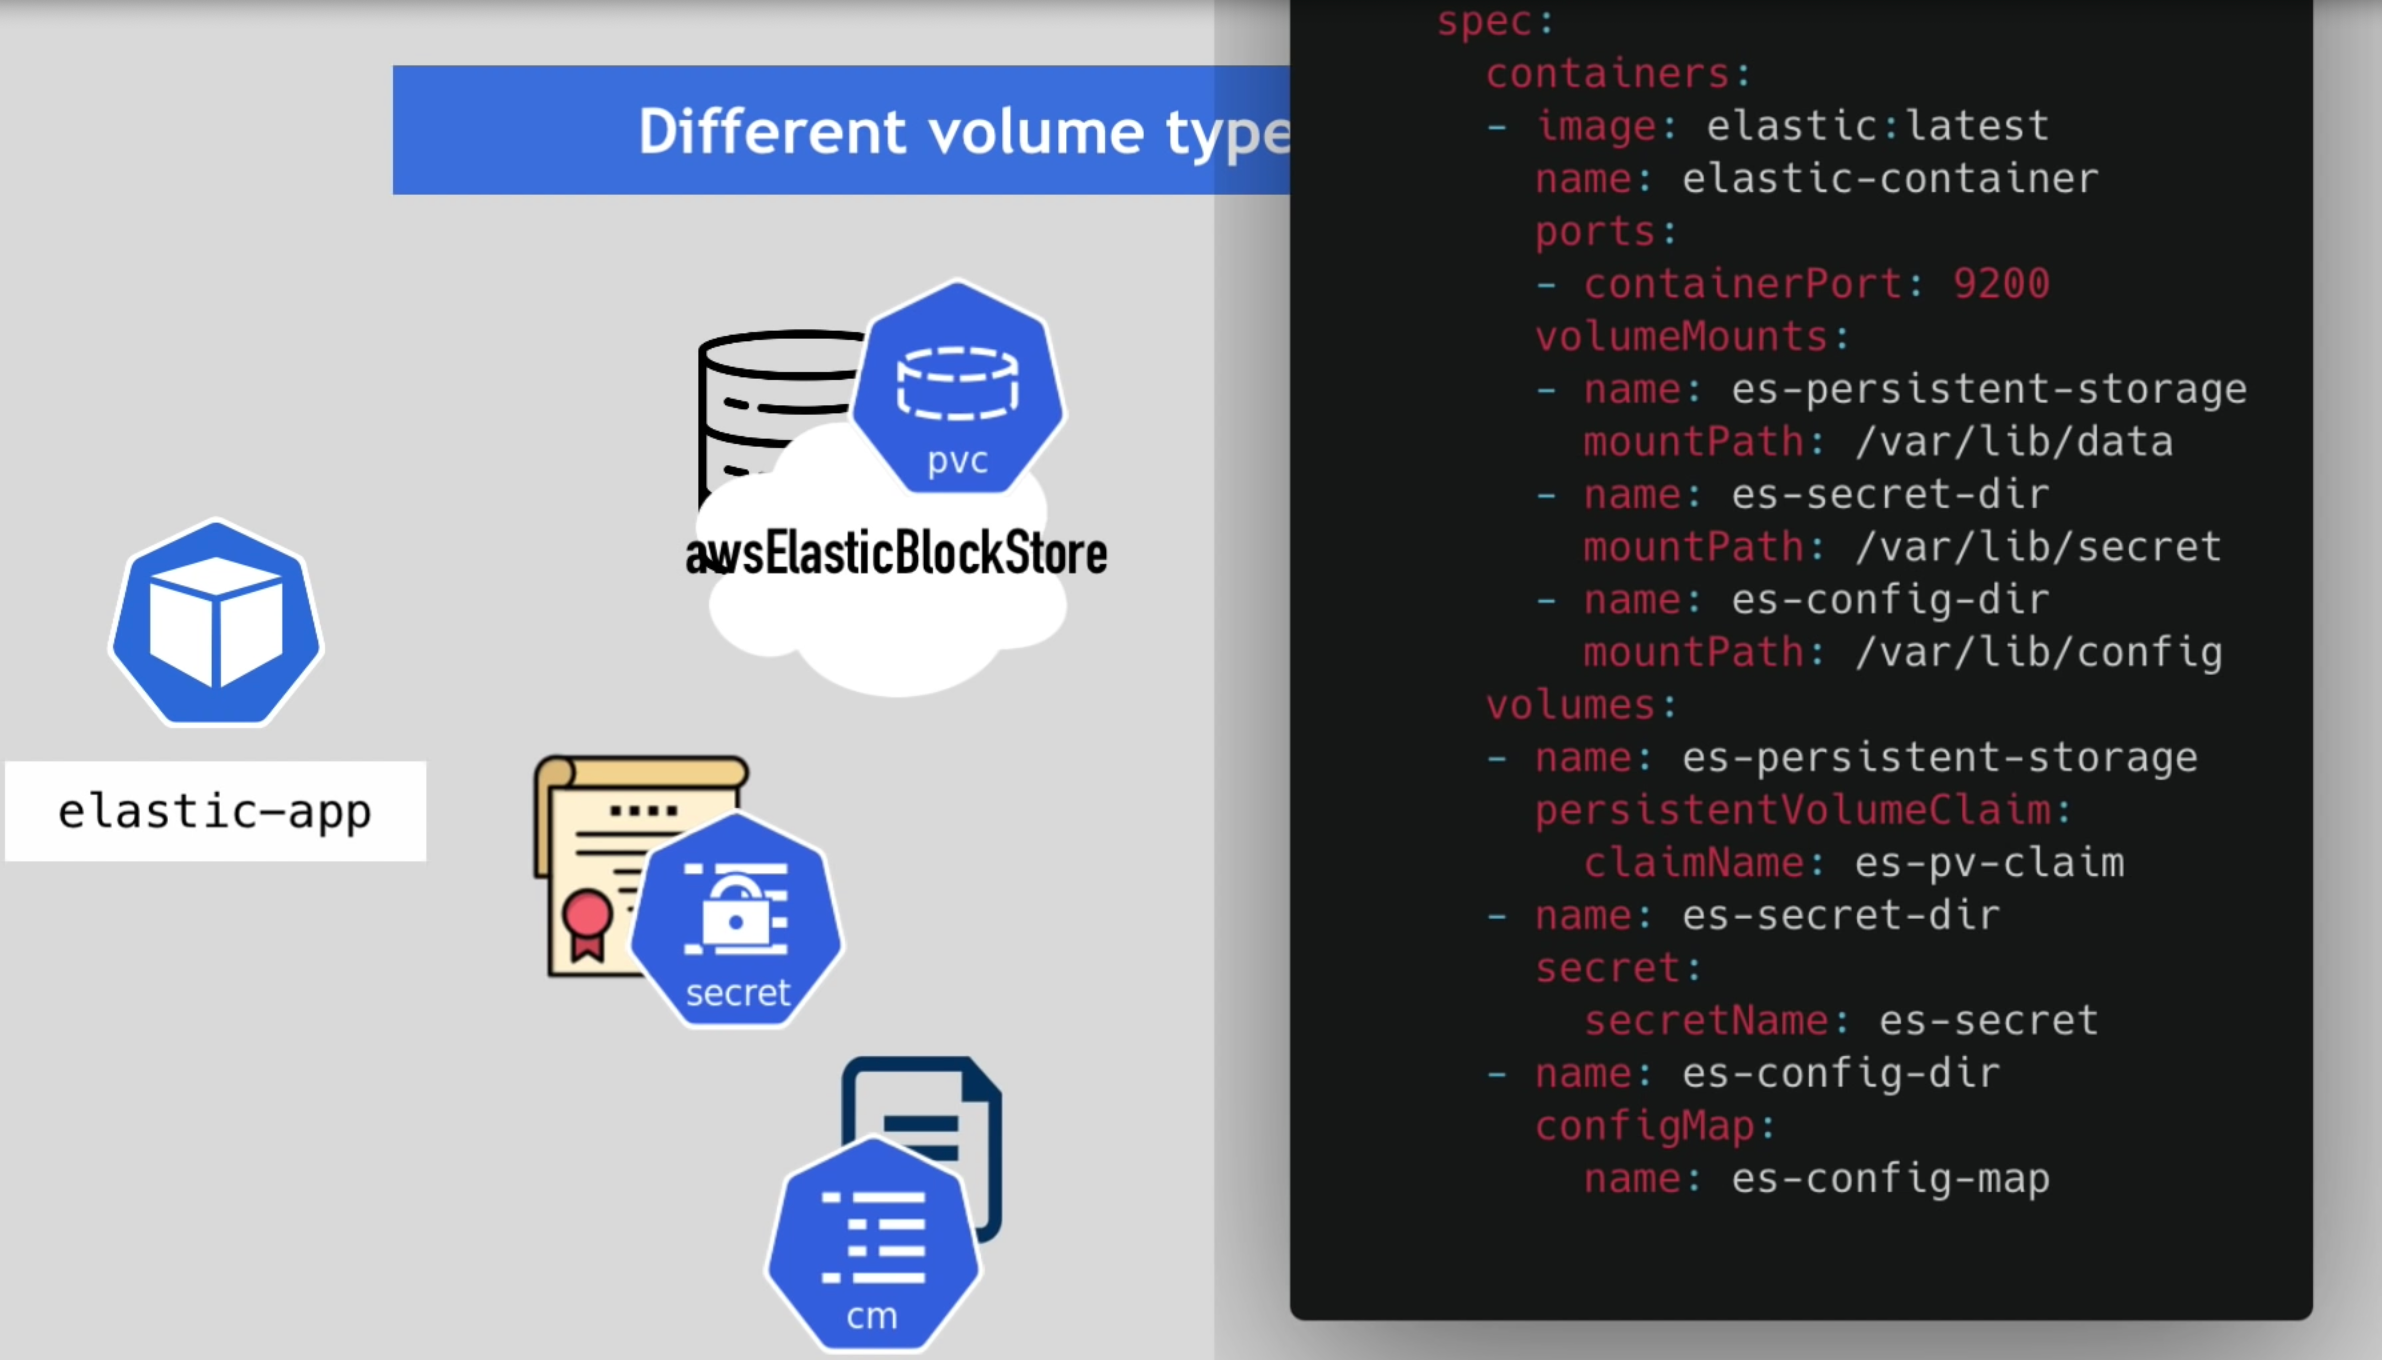 Different volume type
pvc
awsElasticBlockStore
elastic-app
secret
cm
spec:
containers:
- image: elastic:latest
name: elastic-container
ports:
- containerPort: 9200
volumeMounts:
- name: es-persistent-storage
mountPath: /var/lib/data
- name: es-secret-dir
mountPath: /var/lib/secret
- name: es-config-dir
mountPath: /var/lib/config
volumes:
- name: es-persistent-storage
persistentVolumeClaim:
claimName: es-pv-claim
- name: es-secret-dir
secret:
secretName: es-secret
- name: es-config-dir
configMap:
name: es-config-map